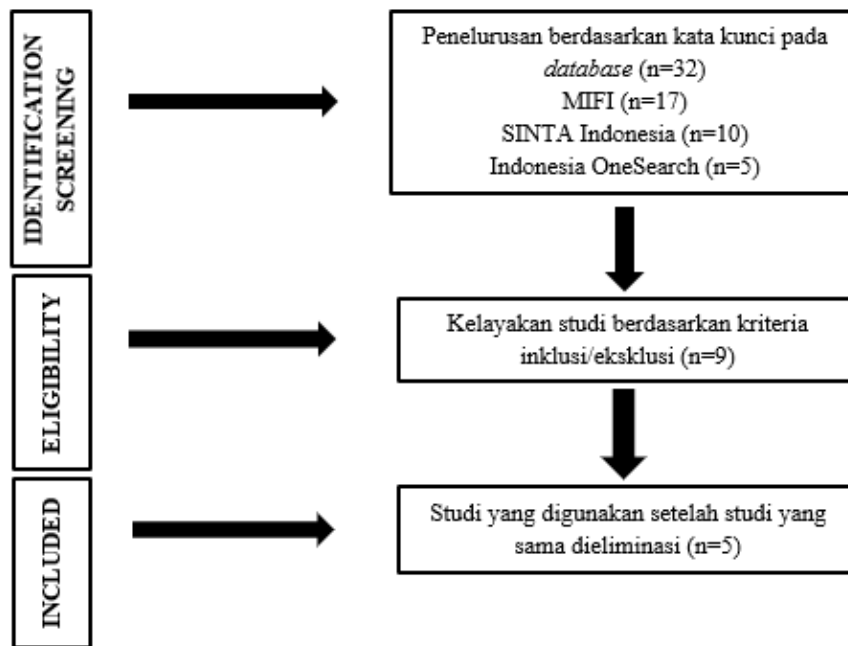 IDENTIFICATION
SCREENING
Penelurusan berdasarkan kata kunci pada
database (n=32)
MIFI (n=17)
SINTA Indonesia (n=10)
Indonesia OneSearch (n=5)
ELIGIBILITY
Kelayakan studi berdasarkan kriteria
inklusi/eksklusi (n=9)
INCLUDED
Studi yang digunakan setelah studi yang
sama dieliminasi (n=5)